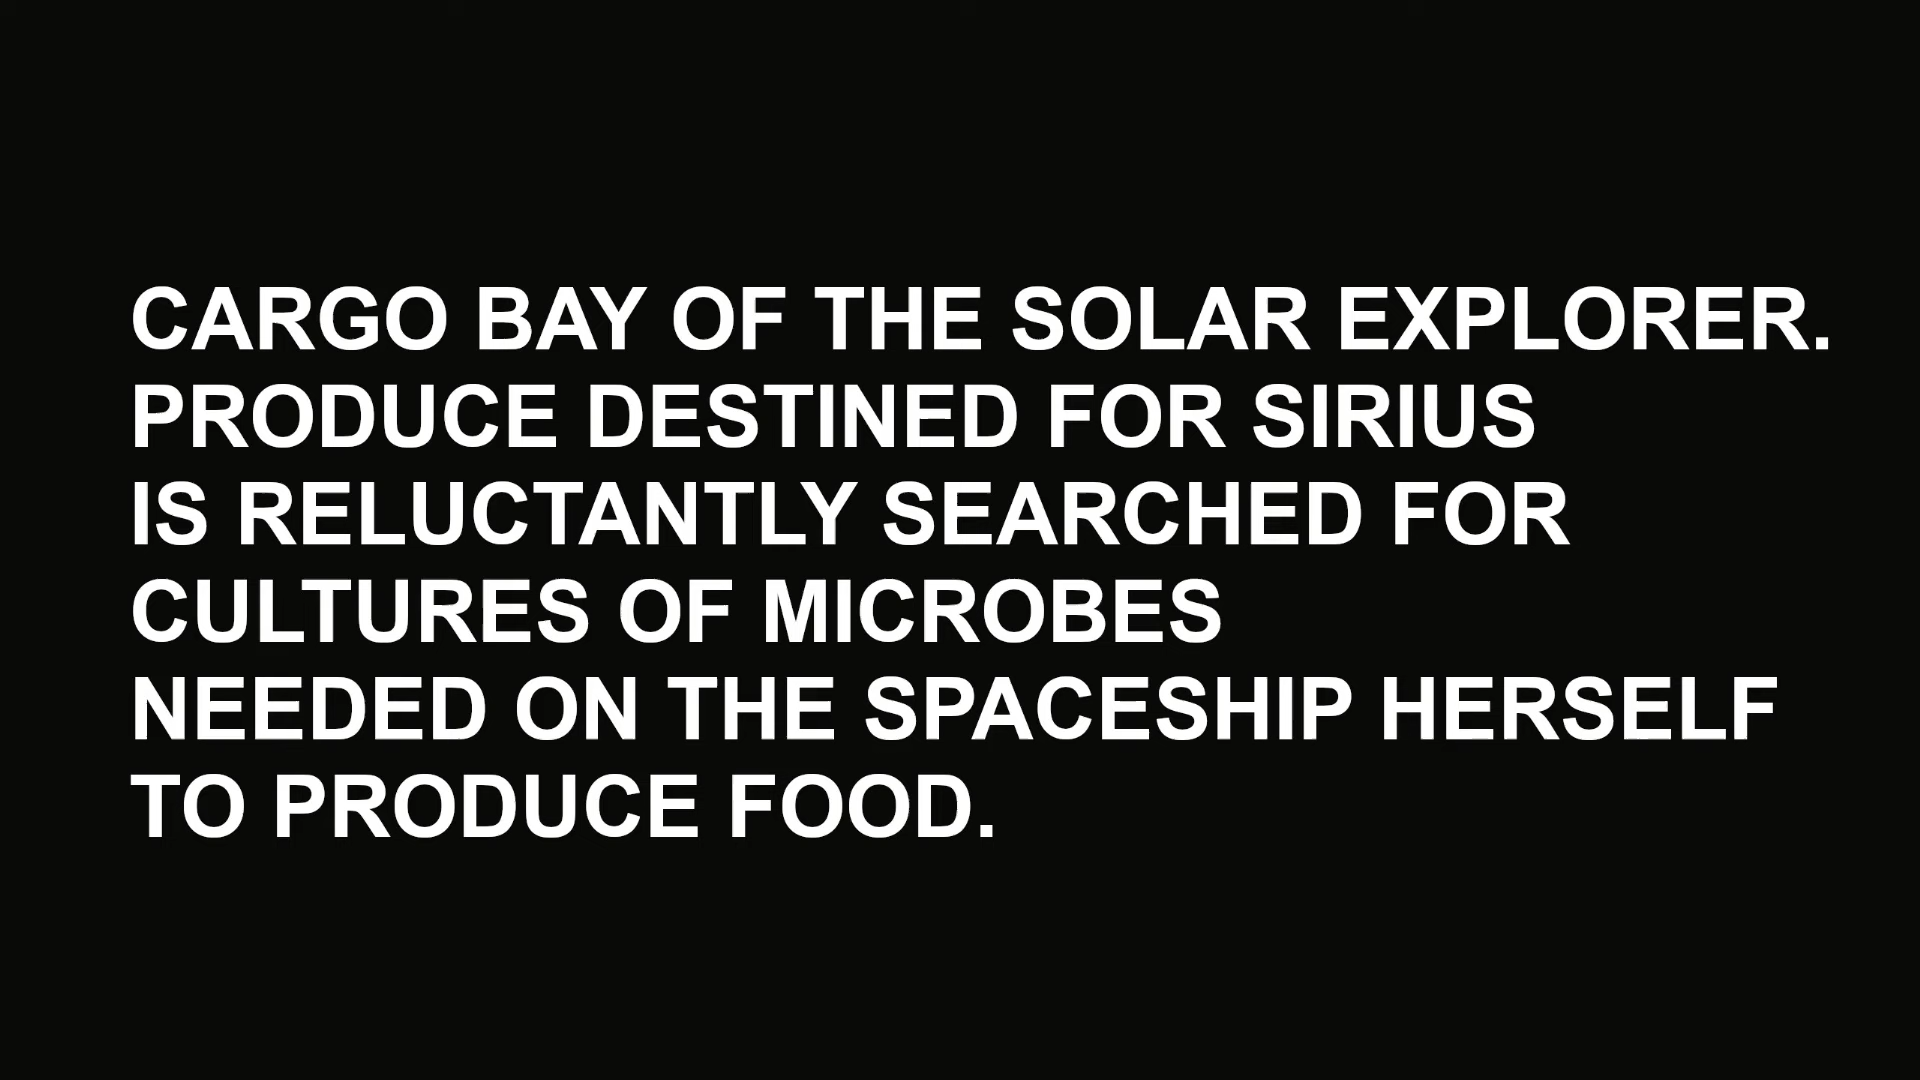 CARGO BAY OF THE SOLAR EXPLORER.
PRODUCE DESTINED FOR SIRIUS
IS RELUCTANTLY SEARCHED FOR
CULTURES OF MICROBES
NEEDED ON THE SPACESHIP HERSELF
TO PRODUCE FOOD.